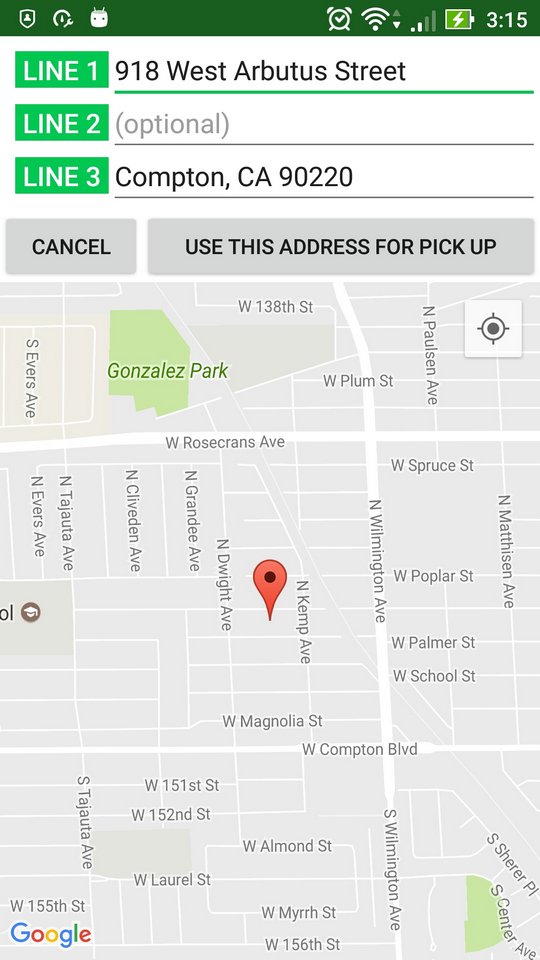 3:15
LINE 1 918 West Arbutus Street
LINE 2 (optional)
LINE 3 Compton, CA 90220
CANCEL USE THIS ADDRESS FOR PICK UP
W 138th St
N Paulsen Ave
S Evers Ave
Gonzalez Park
W Plum St
W Rosecrans Ave
W Spruce St
N Evers Ave
N Tajauta Ave
N Cliveden Ave
N Grandee Ave
N Dwight Ave
N Wilmington Ave
N Matthisen Ave
W Poplar St
N Kemp Ave
ol
W Palmer St
W School St
W Magnolia St
W Compton Blvd
S Tajauta Ave
W 151st St
W 152nd St
S Wilmington Ave
W Almond St
S Sherer Pl
W Laurel St
S Center Ave
W 155th St
W Myrrh St
Google
W 156th St